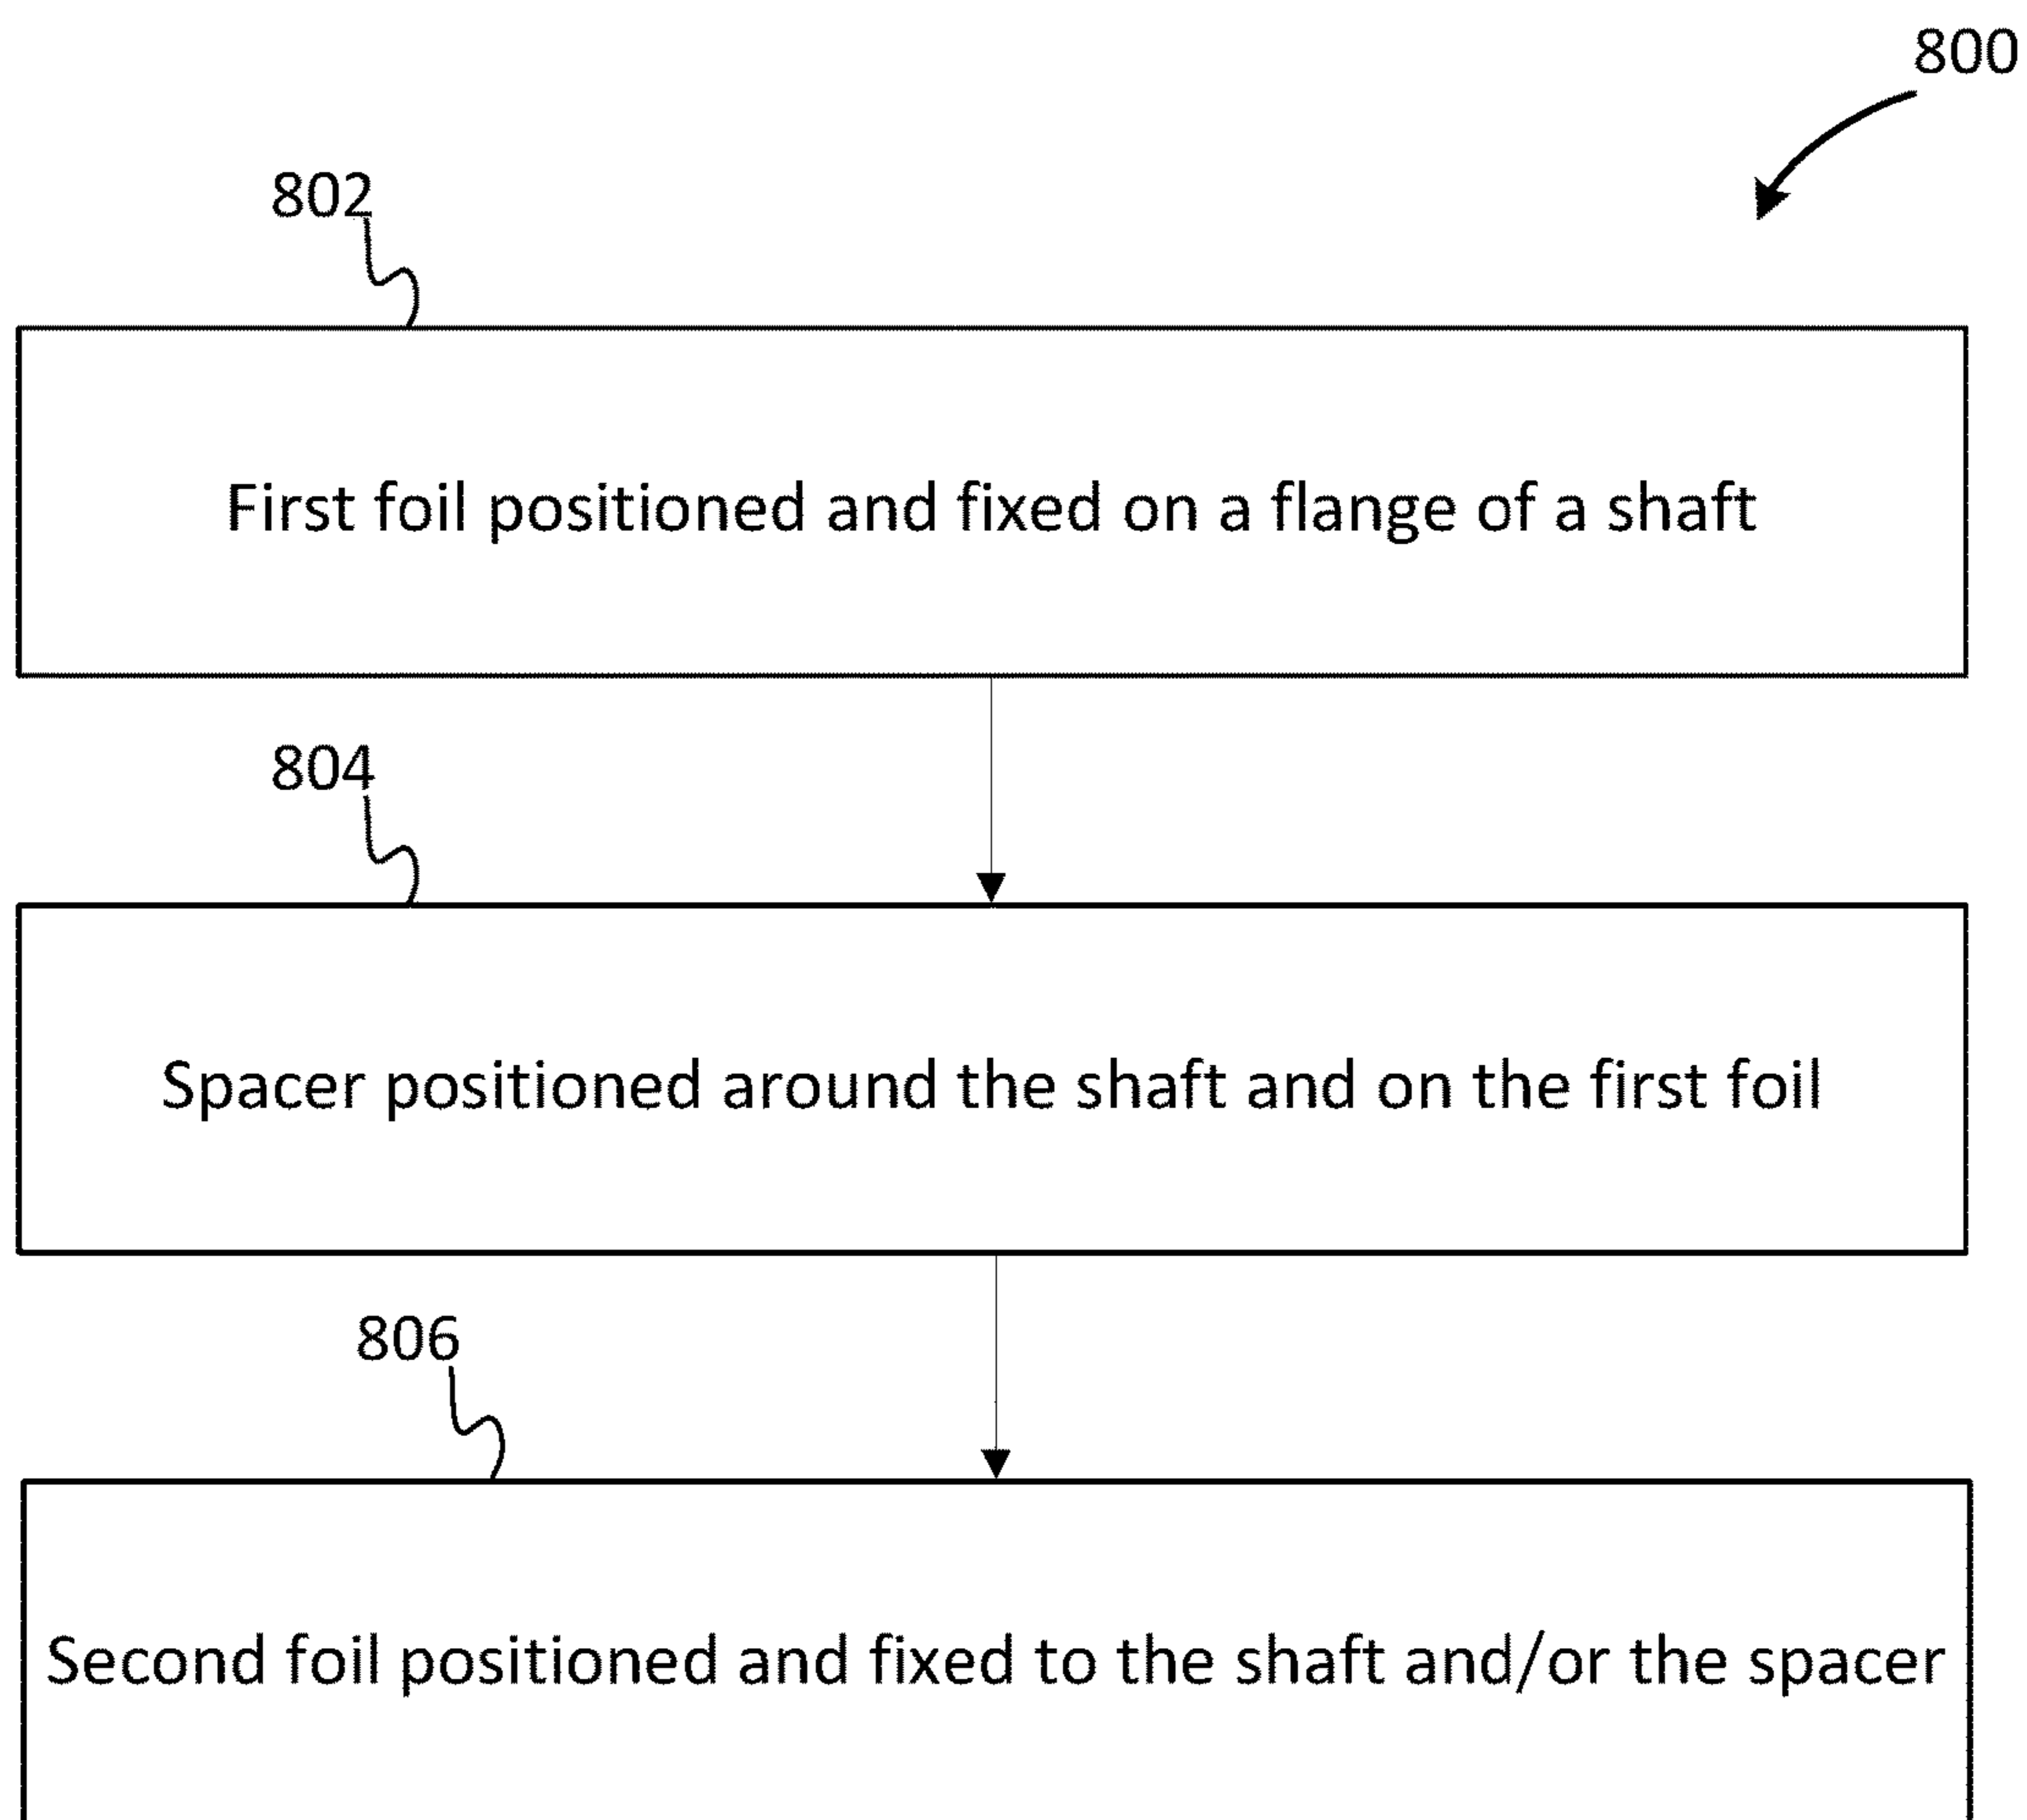 800
802
First foil positioned and fixed on a flange of a shaft
804
Spacer positioned around the shaft and on the first foil
806
Second foil positioned and fixed to the shaft and/or the spacer